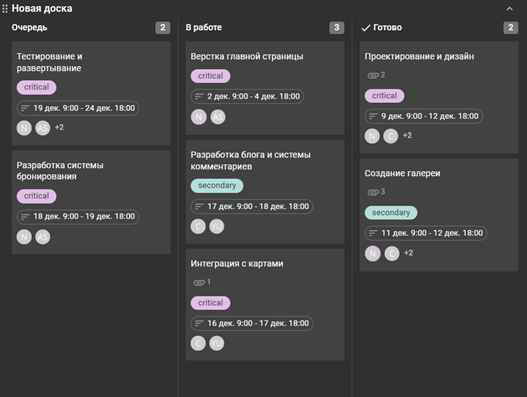 Новая доска
Очередь 2
Тестирование и
развертывание
critical
19 дек. 9:00 - 24 дек. 18:00
N AS +2
Разработка системы
бронирования
critical
18 дек. 9:00 - 19 дек. 18:00
N AS
В работе 3
Верстка главной страницы
critical
2 дек. 9:00 - 4 дек. 18:00
N AS
Разработка блога и системы
комментариев
secondary
17 дек. 9:00 - 18 дек. 18:00
C YU
Интеграция с картами
1
critical
16 дек. 9:00 - 17 дек. 18:00
C YU
Готово 2
Проектирование и дизайн
2
critical
9 дек. 9:00 - 12 дек. 18:00
N C +2
Создание галереи
3
secondary
11 дек. 9:00 - 12 дек. 18:00
N C +2